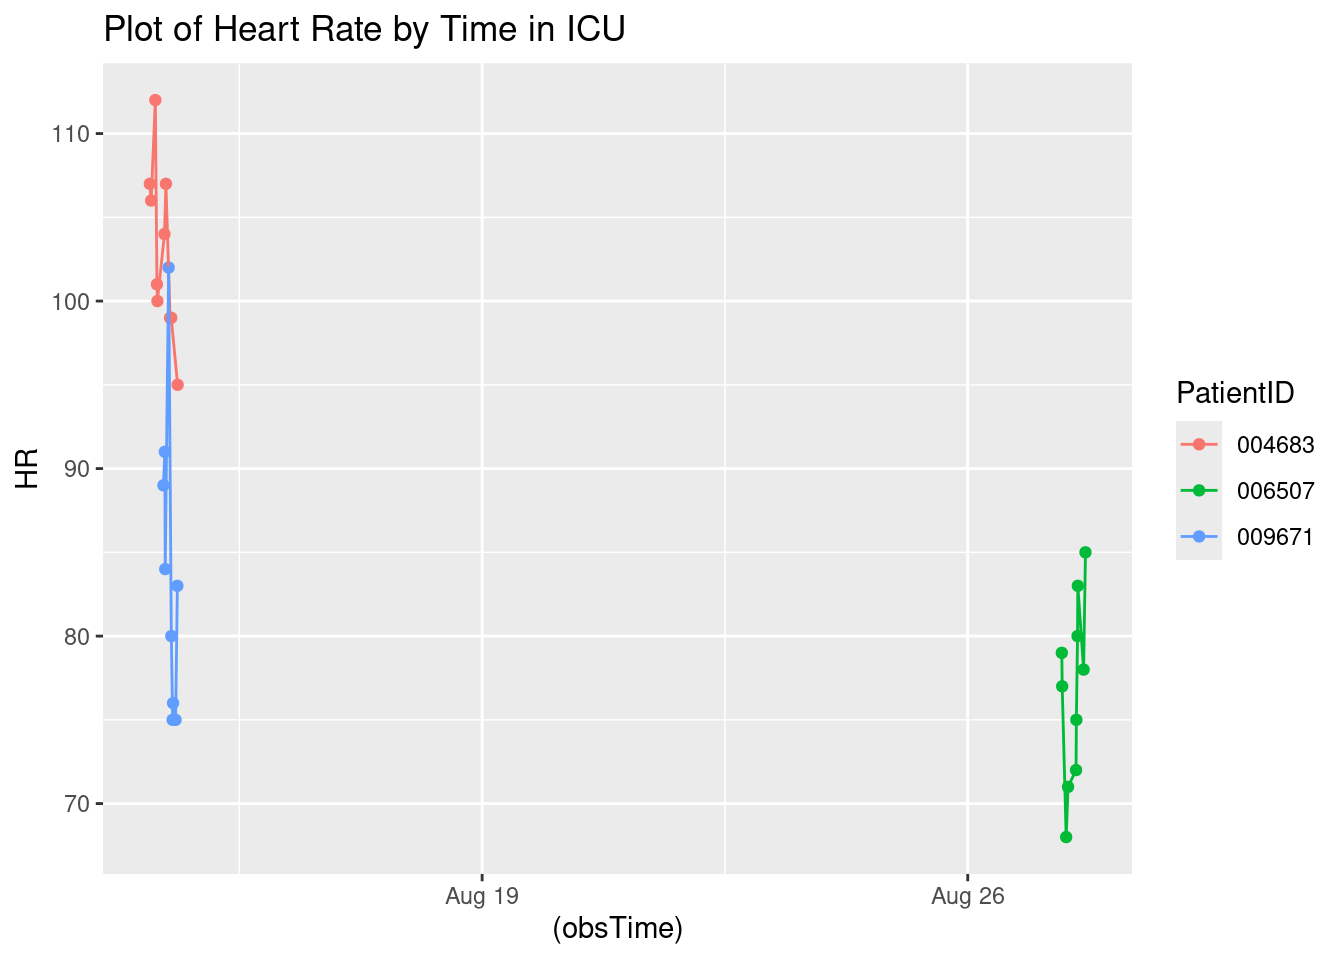 Plot of Heart Rate by Time in ICU
110
100
90
80
70
HR
Aug 19
Aug 26
(obsTime)
PatientID
004683
006507
009671